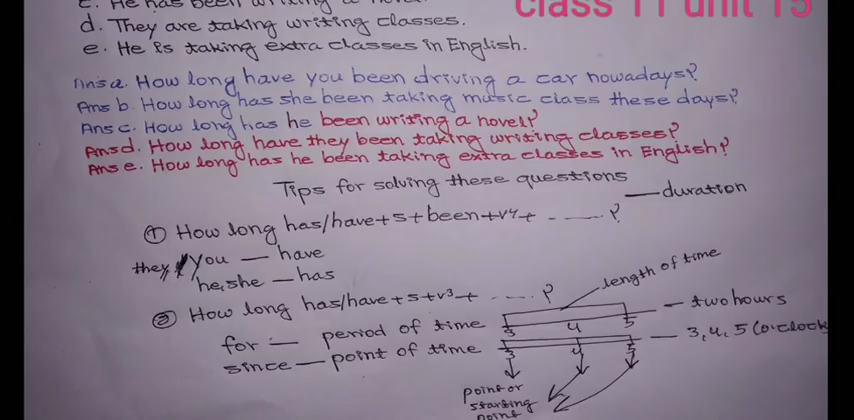 c. He has been writing a novel.
class 11 unit 15
d. They are taking writing classes.
e. He is taking extra classes in English.
Ans a. How long have you been driving a car nowadays?
Ans b. How long has she been taking music class these days?
Ans c. How long has he been writing a novel?
Ans d. How long have they been taking writing classes?
Ans e. How long has he been taking extra classes in English?
Tips for solving these questions
— duration
① How long has/have+s+been+v4+ - — ?
they, you — have
he, she — has
length of time
② How long has/have+s+v3+ - - - - ?
for — period of time 3 4 5 — two hours
since — point of time 3 4 5 — 3, 4, 5 (o'clock
point or
starting
point